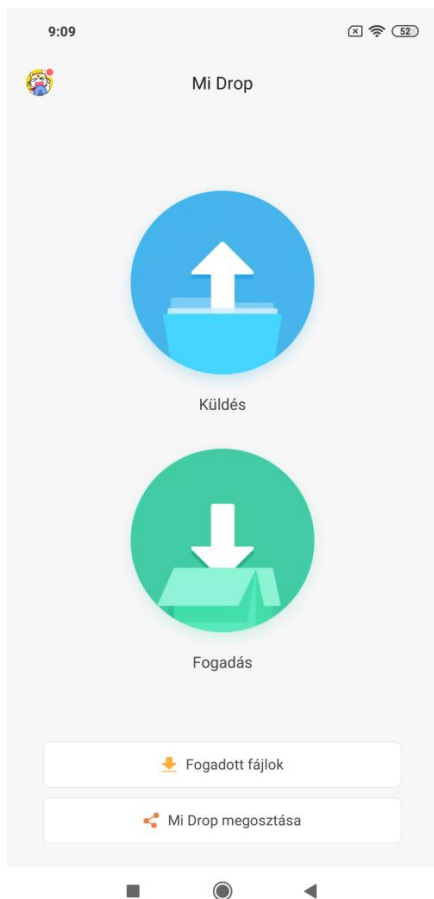 9:09
52
Mi Drop
Küldés
Fogadás
Fogadott fájlok
Mi Drop megosztása